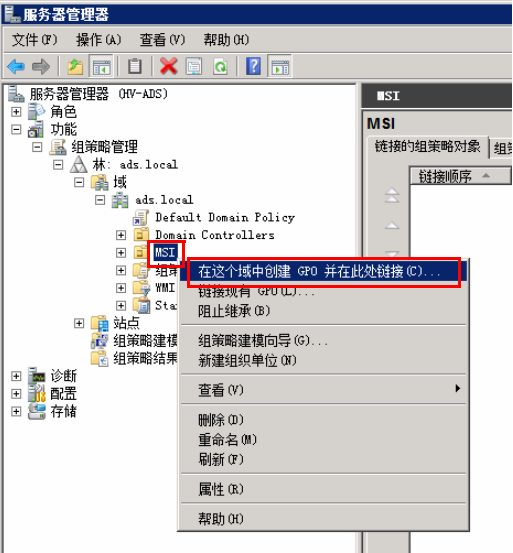 服务器管理器
文件(F) 操作(A) 查看(V) 帮助(H)
服务器管理器 (HV-ADS)
角色
功能
组策略管理
林: ads.local
域
ads.local
Default Domain Policy
Domain Controllers
MSI
组策
WMI
Sta
站点
组策略建模
组策略结果
诊断
配置
存储
在这个域中创建 GPO 并在此处链接(C)...
链接现有 GPO(L)...
阻止继承(B)
组策略建模向导(G)...
新建组织单位(N)
查看(V)
删除(D)
重命名(M)
刷新(F)
属性(R)
帮助(H)
MSI
MSI
链接的组策略对象 组策
链接顺序